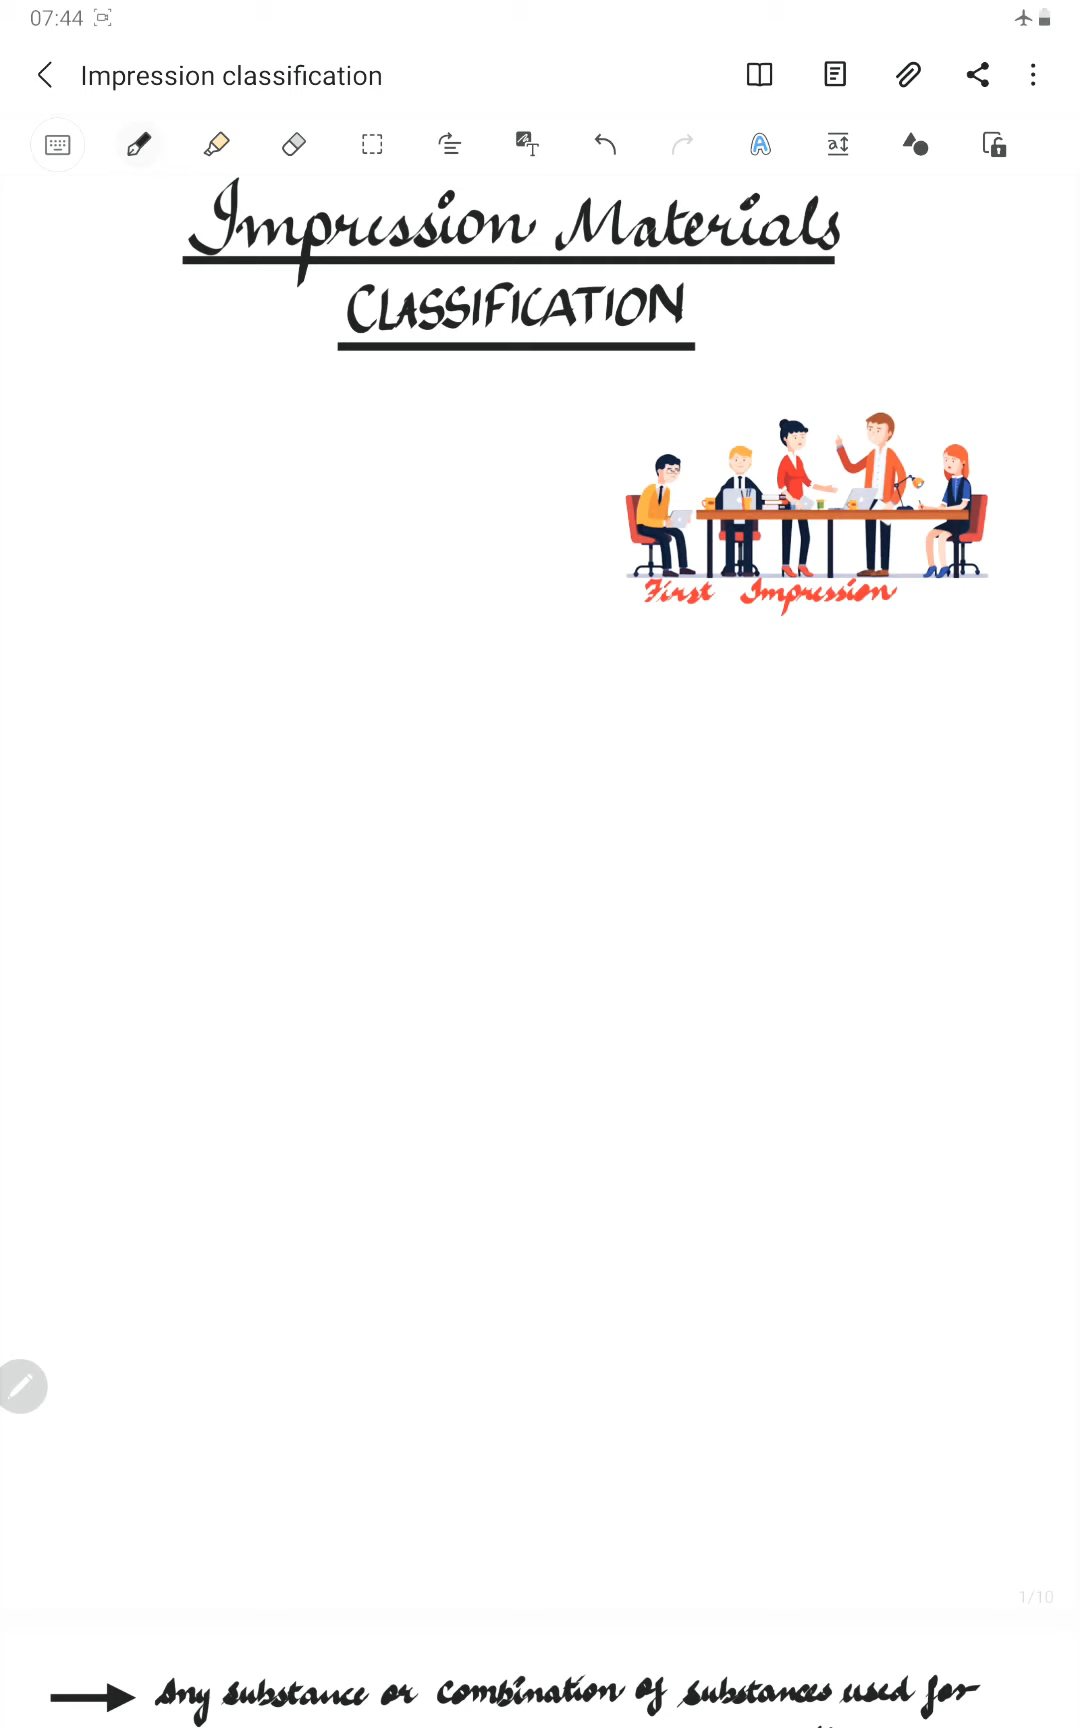 07:44
Impression classification
Impression Materials
CLASSIFICATION
First Impression
1/10
Any substance or combination of substances used for